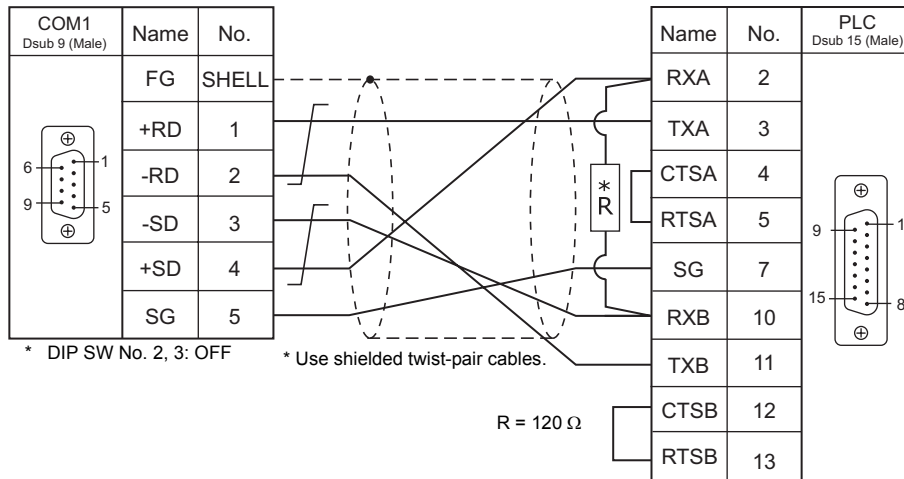 COM1
Dsub 9 (Male)
Name No.
FG SHELL
+RD 1
-RD 2
-SD 3
+SD 4
SG 5
6 1
9 5
* DIP SW No. 2, 3: OFF
* Use shielded twist-pair cables.
* R
R = 120 Ω
Name No.
PLC
Dsub 15 (Male)
RXA 2
TXA 3
CTSA 4
RTSA 5
SG 7
RXB 10
TXB 11
CTSB 12
RTSB 13
9 1
15 8